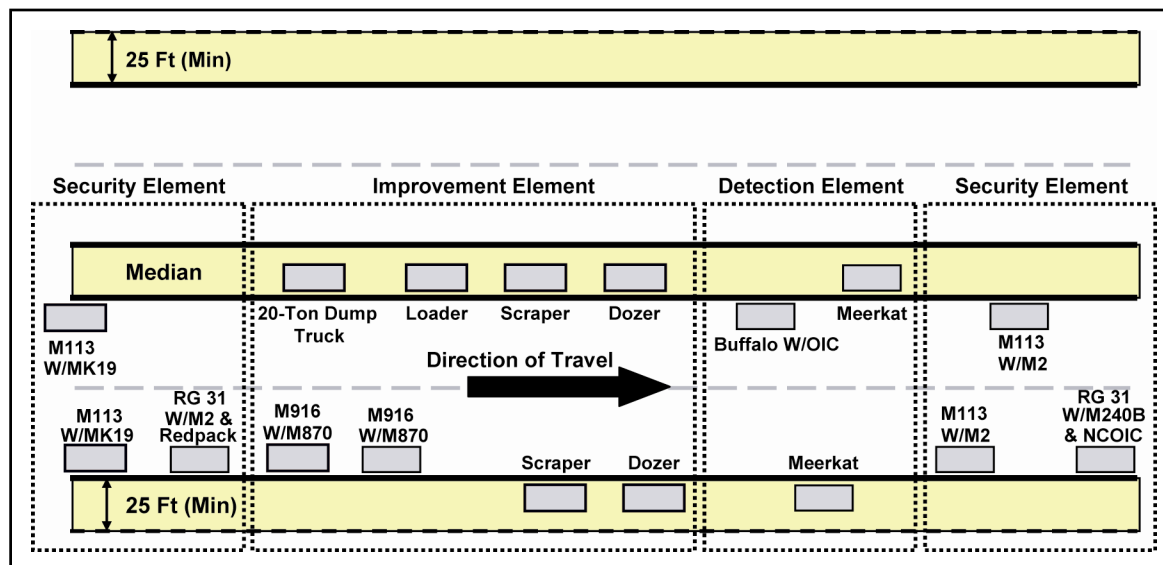 25 Ft (Min)
Security Element
Improvement Element
Detection Element
Security Element
Median
20-Ton Dump
Truck
Loader
Scraper
Dozer
Buffalo W/OIC
Meerkat
M113
W/MK19
M113
W/M2
Direction of Travel
M113
W/MK19
RG 31
W/M2 &
Redpack
M916
W/M870
M916
W/M870
Scraper
Dozer
Meerkat
M113
W/M2
RG 31
W/M240B
& NCOIC
25 Ft (Min)